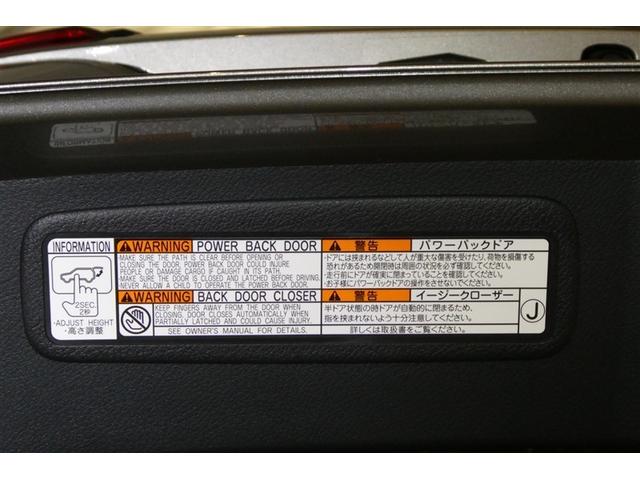 INFORMATION
2SEC.
2秒
・ADJUST HEIGHT
・高さ調整
WARNING POWER BACK DOOR
・MAKE SURE THE PATH IS CLEAR BEFORE OPENING OR
CLOSING THE DOOR. POWER BACK DOOR COULD INJURE
PEOPLE OR DAMAGE CARGO IF CAUGHT IN ITS PATH.
・MAKE SURE THE DOOR IS CLOSED AND LATCHED BEFORE DRIVING.
・NEVER ALLOW A CHILD TO OPERATE THE POWER BACK DOOR.
WARNING BACK DOOR CLOSER
KEEP FINGERS AWAY FROM THE DOOR WHEN
CLOSING. DOOR CLOSES AUTOMATICALLY WHEN
PARTIALLY LATCHED AND COULD CAUSE INJURY.
SEE OWNER'S MANUAL FOR DETAILS.
警告 パワーバックドア
・ドアには挟まれるなどして人が重大な傷害を受けたり、荷物を損傷する
恐れがあるため開閉時は周囲の状況を必ず確認してください。
・走行前にドアが確実に閉まっていることを確認してください。
・お子様にパワーバックドアの操作をさせないでください。
警告 イージークローザー
半ドア状態の時ドアが自動的に閉まるため、
指を挟まれないよう十分注意してください。
詳しくは取扱書をご覧ください。
J